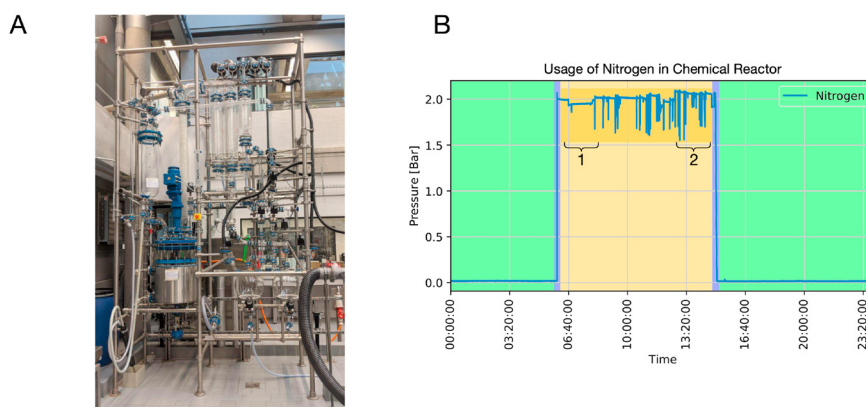 A
B
Usage of Nitrogen in Chemical Reactor
Nitrogen
Pressure [Bar]
2.0
1.5
1.0
0.5
0.0
1
2
00:00:00
03:20:00
06:40:00
10:00:00
13:20:00
16:40:00
20:00:00
23:20:00
Time